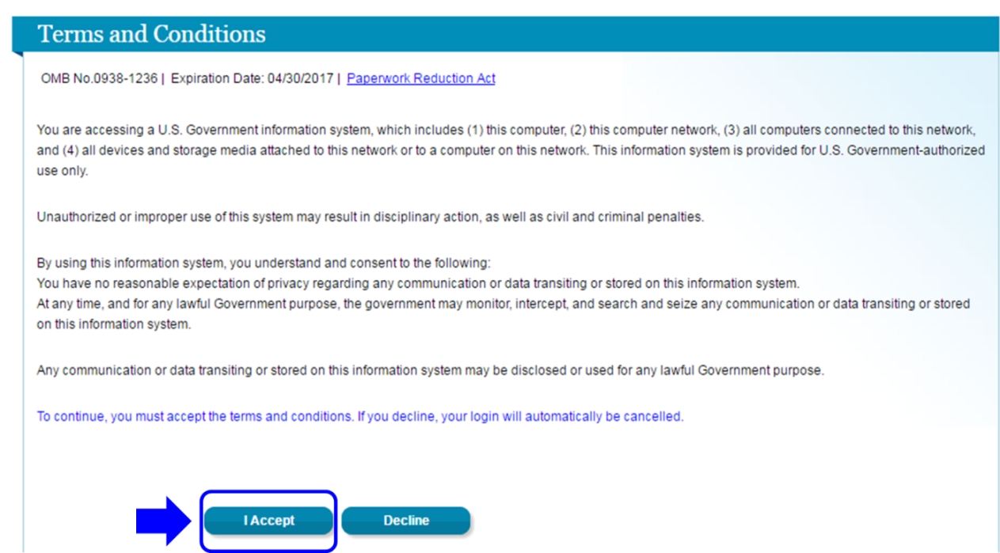 Terms and Conditions
OMB No.0938-1236 | Expiration Date: 04/30/2017 | Paperwork Reduction Act
You are accessing a U.S. Government information system, which includes (1) this computer, (2) this computer network, (3) all computers connected to this network,
and (4) all devices and storage media attached to this network or to a computer on this network. This information system is provided for U.S. Government-authorized
use only.
Unauthorized or improper use of this system may result in disciplinary action, as well as civil and criminal penalties.
By using this information system, you understand and consent to the following:
You have no reasonable expectation of privacy regarding any communication or data transiting or stored on this information system.
At any time, and for any lawful Government purpose, the government may monitor, intercept, and search and seize any communication or data transiting or stored
on this information system.
Any communication or data transiting or stored on this information system may be disclosed or used for any lawful Government purpose.
To continue, you must accept the terms and conditions. If you decline, your login will automatically be cancelled.
I Accept Decline